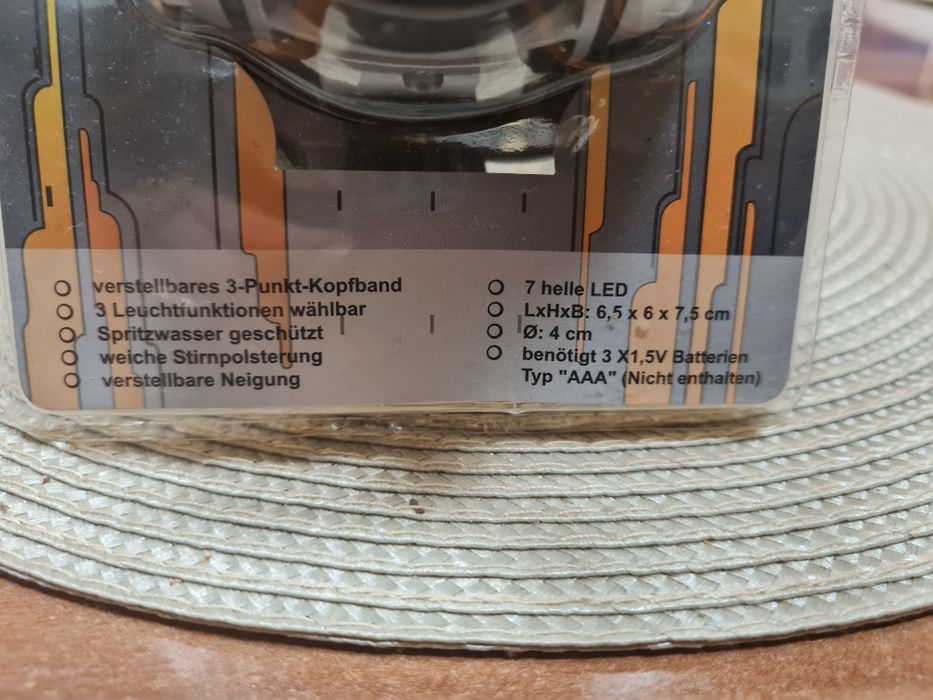 verstellbares 3-Punkt-Kopfband
3 Leuchtfunktionen wählbar
Spritzwasser geschützt
weiche Stirnpolsterung
verstellbare Neigung
7 helle LED
LxHxB: 6,5 x 6 x 7,5 cm
Ø: 4 cm
benötigt 3 X1,5V Batterien
Typ "AAA" (Nicht enthalten)